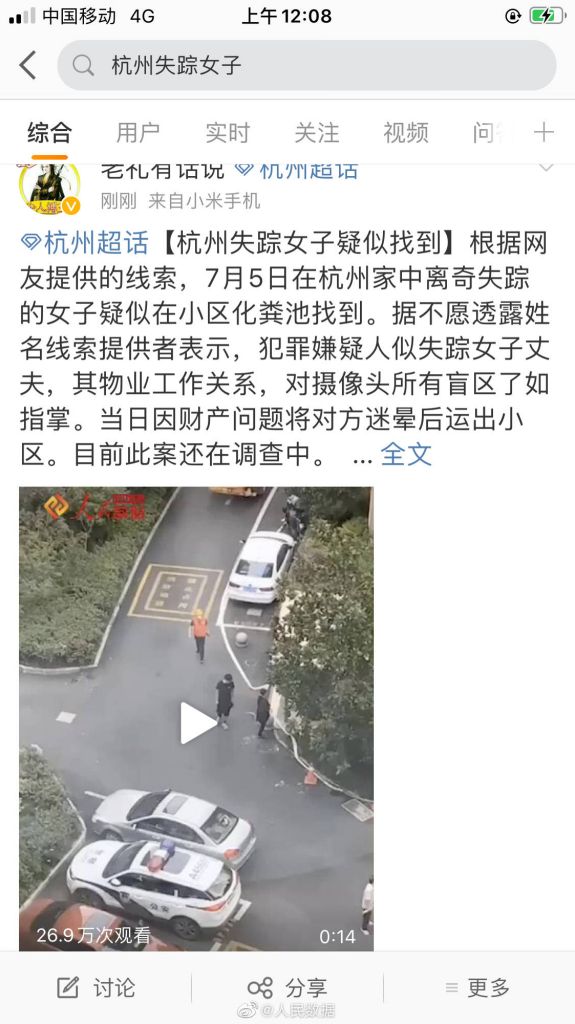 中国移动 4G 上午12:08
杭州失踪女子
综合 用户 实时 关注 视频 问答
老礼有话说 杭州超话
刚刚 来自小米手机
杭州超话【杭州失踪女子疑似找到】根据网
友提供的线索，7月5日在杭州家中离奇失踪
的女子疑似在小区化粪池找到。据不愿透露姓
名线索提供者表示，犯罪嫌疑人似失踪女子丈
夫，其物业工作关系，对摄像头所有盲区了如
指掌。当日因财产问题将对方迷晕后运出小
区。目前此案还在调查中。 ... 全文
公安
26.9万次观看 0:14
讨论 分享 更多
@人民数据